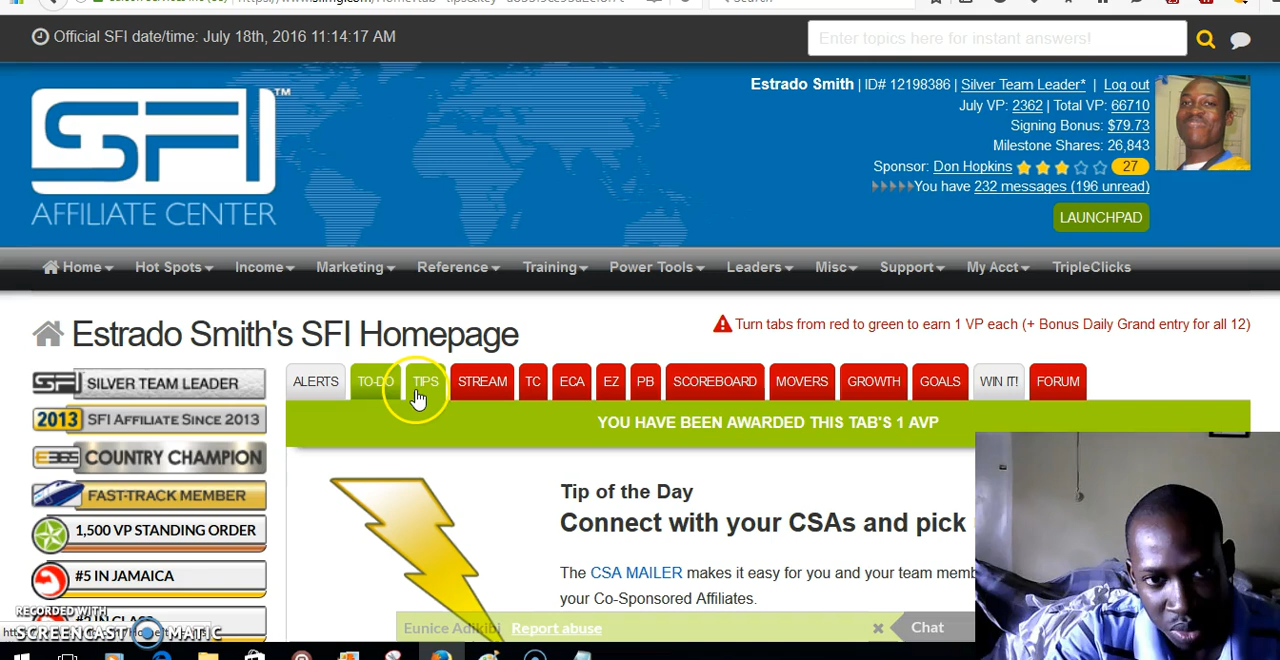 Official SFI date/time: July 18th, 2016 11:14:17 AM
Enter topics here for instant answers!
SFI TM
AFFILIATE CENTER
Estrado Smith | ID# 12198386 | Silver Team Leader* | Log out
July VP: 2362 | Total VP: 66710
Signing Bonus: $79.73
Milestone Shares: 26,843
Sponsor: Don Hopkins 27
You have 232 messages (196 unread)
LAUNCHPAD
Home Hot Spots Income Marketing Reference Training Power Tools Leaders Misc Support My Acct TripleClicks
Estrado Smith's SFI Homepage
Turn tabs from red to green to earn 1 VP each (+ Bonus Daily Grand entry for all 12)
ALERTS TO-DO TIPS STREAM TC ECA EZ PB SCOREBOARD MOVERS GROWTH GOALS WIN IT! FORUM
YOU HAVE BEEN AWARDED THIS TAB'S 1 AVP
SFI SILVER TEAM LEADER
2013 SFI AFFILIATE SINCE 2013
E365 COUNTRY CHAMPION
FAST-TRACK MEMBER
1,500 VP STANDING ORDER
#5 IN JAMAICA
Tip of the Day
Connect with your CSAs and pick
The CSA MAILER makes it easy for you and your team memb
your Co-Sponsored Affiliates.
Eunice Adikibi Report abuse
Chat
RECORDED WITH
SCREENCAST MATIC